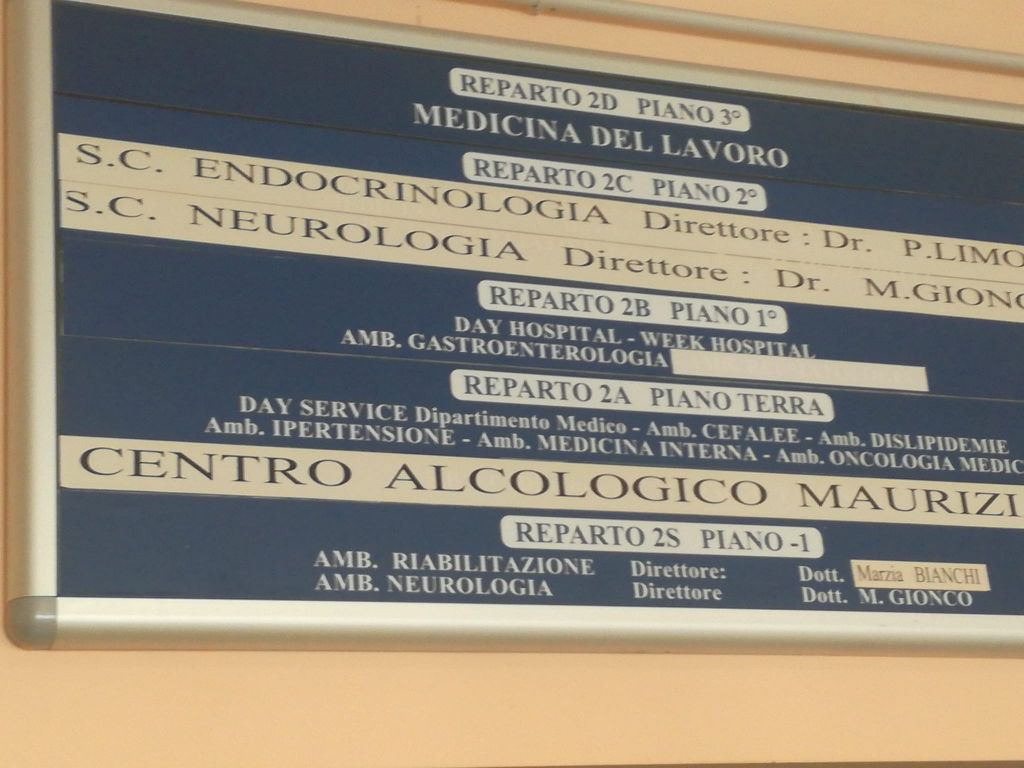 REPARTO 2D PIANO 3°
MEDICINA DEL LAVORO
REPARTO 2C PIANO 2°
S.C. ENDOCRINOLOGIA Direttore : Dr. P.LIMO
S.C. NEUROLOGIA Direttore : Dr. M.GIONC
REPARTO 2B PIANO 1°
DAY HOSPITAL - WEEK HOSPITAL
AMB. GASTROENTEROLOGIA
REPARTO 2A PIANO TERRA
DAY SERVICE Dipartimento Medico - Amb. CEFALEE - Amb. DISLIPIDEMIE
Amb. IPERTENSIONE - Amb. MEDICINA INTERNA - Amb. ONCOLOGIA MEDIC
CENTRO ALCOLOGICO MAURIZI
REPARTO 2S PIANO -1
AMB. RIABILITAZIONE Direttore: Dott. Marzia BIANCHI
AMB. NEUROLOGIA Direttore Dott. M. GIONCO